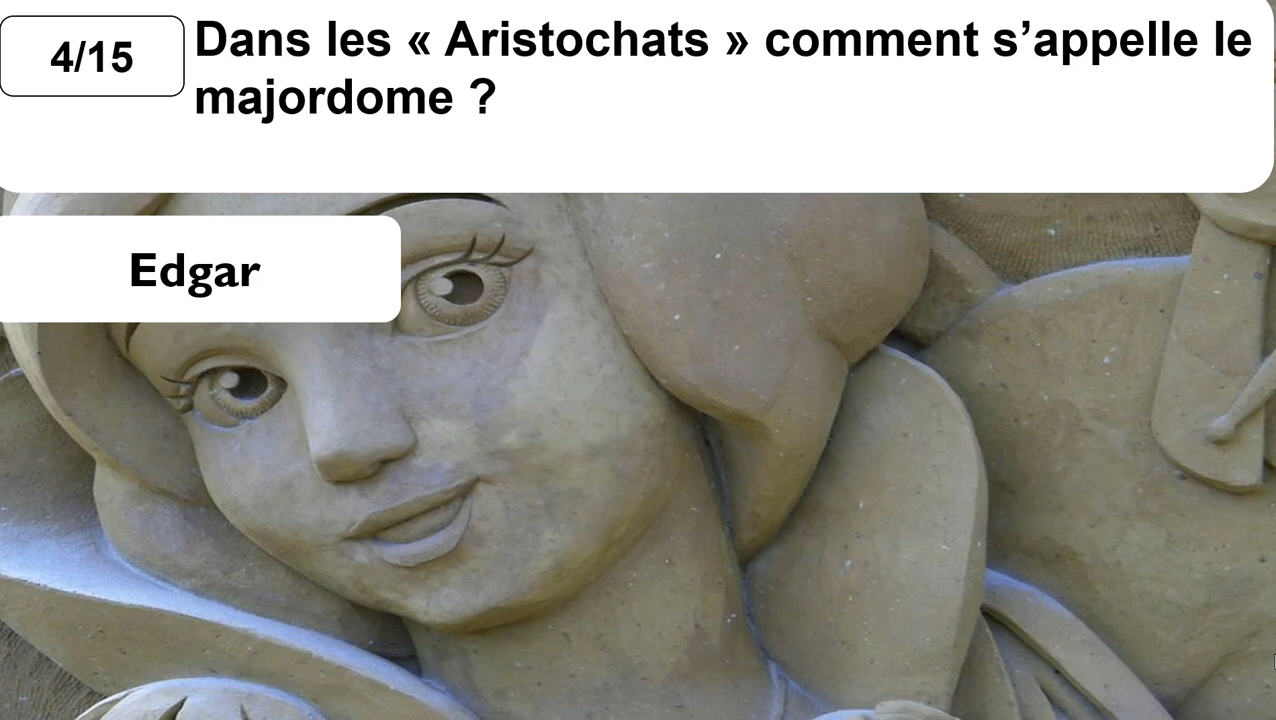 4/15
Dans les « Aristochats » comment s’appelle le
majordome ?
Edgar